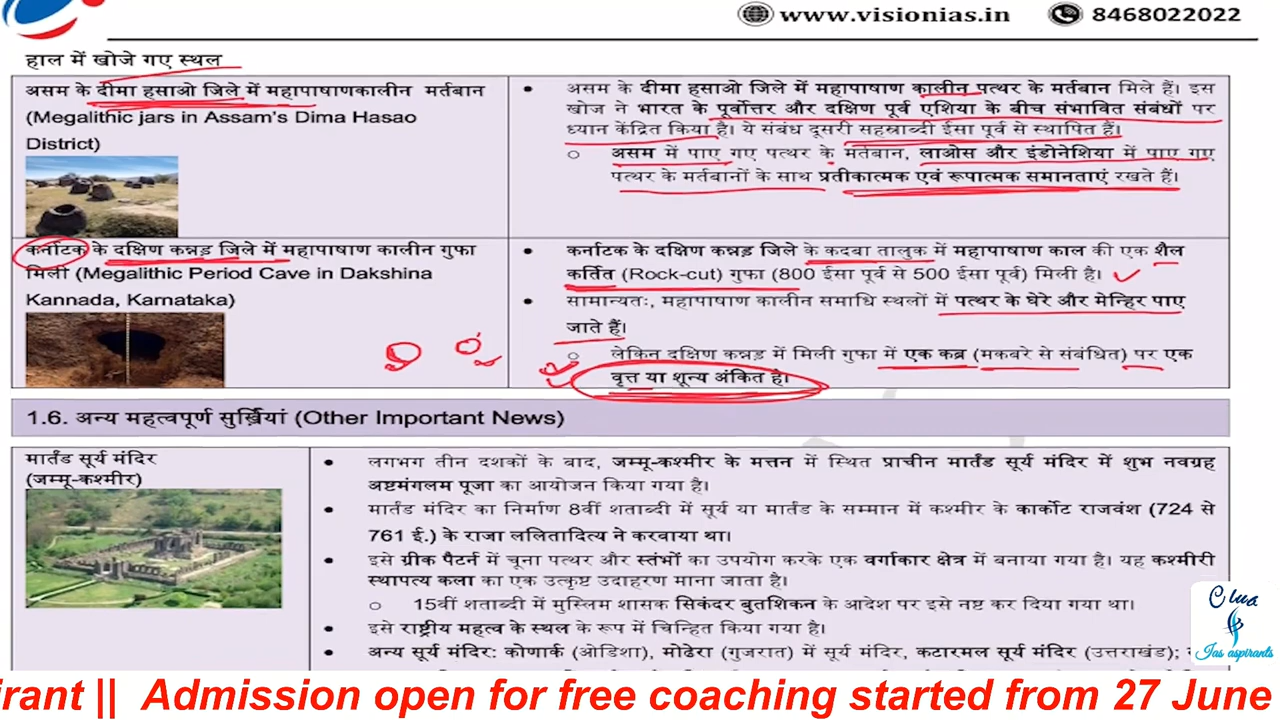 www.visionias.in 8468022022
हाल में खोजे गए स्थल
असम के दीमा हसाओ जिले में महापाषाणकालीन मर्तबान
(Megalithic jars in Assam's Dima Hasao
District)
असम के दीमा हसाओ जिले में महापाषाण कालीन पत्थर के मर्तबान मिले हैं। इस
खोज ने भारत के पूर्वोत्तर और दक्षिण पूर्व एशिया के बीच संभावित संबंधों पर
ध्यान केंद्रित किया है। ये संबंध दूसरी सहस्राब्दी ईसा पूर्व से स्थापित हैं।
असम में पाए गए पत्थर के मर्तबान, लाओस और इंडोनेशिया में पाए गए
पत्थर के मर्तबानों के साथ प्रतीकात्मक एवं रूपात्मक समानताएं रखते हैं।
कर्नाटक के दक्षिण कन्नड़ जिले में महापाषाण कालीन गुफा
मिली (Megalithic Period Cave in Dakshina
Kannada, Karnataka)
कर्नाटक के दक्षिण कन्नड़ जिले के कदबा तालुक में महापाषाण काल की एक शैल
कर्तित (Rock-cut) गुफा (800 ईसा पूर्व से 500 ईसा पूर्व) मिली है।
सामान्यतः, महापाषाण कालीन समाधि स्थलों में पत्थर के घेरे और मेन्हिर पाए
जाते हैं।
लेकिन दक्षिण कन्नड़ में मिली गुफा में एक कब्र (मकबरे से संबंधित) पर एक
वृत्त या शून्य अंकित है।
1.6. अन्य महत्वपूर्ण सुर्ख़ियां (Other Important News)
मार्तंड सूर्य मंदिर
(जम्मू-कश्मीर)
लगभग तीन दशकों के बाद, जम्मू-कश्मीर के मत्तन में स्थित प्राचीन मार्तंड सूर्य मंदिर में शुभ नवग्रह
अष्टमंगलम पूजा का आयोजन किया गया है।
मार्तंड मंदिर का निर्माण 8वीं शताब्दी में सूर्य या मार्तंड के सम्मान में कश्मीर के कार्कोट राजवंश (724 से
761 ई.) के राजा ललितादित्य ने करवाया था।
इसे ग्रीक पैटर्न में चूना पत्थर और स्तंभों का उपयोग करके एक वर्गाकार क्षेत्र में बनाया गया है। यह कश्मीरी
स्थापत्य कला का एक उत्कृष्ट उदाहरण माना जाता है।
15वीं शताब्दी में मुस्लिम शासक सिकंदर बुतशिकन के आदेश पर इसे नष्ट कर दिया गया था।
इसे राष्ट्रीय महत्व के स्थल के रूप में चिन्हित किया गया है।
अन्य सूर्य मंदिर: कोणार्क (ओडिशा), मोढेरा (गुजरात) में सूर्य मंदिर, कटारमल सूर्य मंदिर (उत्तराखंड);
Jas aspirants
irant || Admission open for free coaching started from 27 June